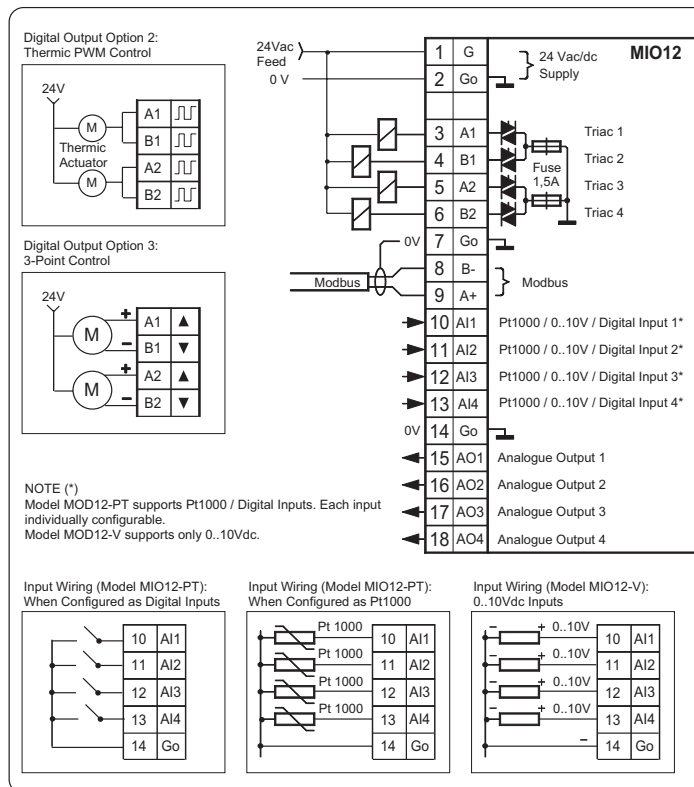 Digital Output Option 2:
Thermic PWM Control
24V
M
Thermic
Actuator
M
A1
B1
A2
B2
Digital Output Option 3:
3-Point Control
24V
M
+
–
M
+
–
A1 ▲
B1 ▼
A2 ▲
B2 ▼
NOTE (*)
Model MOD12-PT supports Pt1000 / Digital Inputs. Each input
individually configurable.
Model MOD12-V supports only 0..10Vdc.
MIO12
24Vac
Feed
0 V
1 G
2 Go
24 Vac/dc
Supply
3 A1 Triac 1
4 B1 Triac 2
5 A2 Triac 3
6 B2 Triac 4
Fuse
1,5A
0V 7 Go
Modbus
8 B-
9 A+
Modbus
10 AI1 Pt1000 / 0..10V / Digital Input 1*
11 AI2 Pt1000 / 0..10V / Digital Input 2*
12 AI3 Pt1000 / 0..10V / Digital Input 3*
13 AI4 Pt1000 / 0..10V / Digital Input 4*
0V 14 Go
15 AO1 Analogue Output 1
16 AO2 Analogue Output 2
17 AO3 Analogue Output 3
18 AO4 Analogue Output 4
Input Wiring (Model MIO12-PT):
When Configured as Digital Inputs
10 AI1
11 AI2
12 AI3
13 AI4
14 Go
Input Wiring (Model MIO12-PT):
When Configured as Pt1000
Pt 1000 10 AI1
Pt 1000 11 AI2
Pt 1000 12 AI3
Pt 1000 13 AI4
14 Go
Input Wiring (Model MIO12-V):
0..10Vdc Inputs
– + 0..10V 10 AI1
– + 0..10V 11 AI2
– + 0..10V 12 AI3
– + 0..10V 13 AI4
– 14 Go